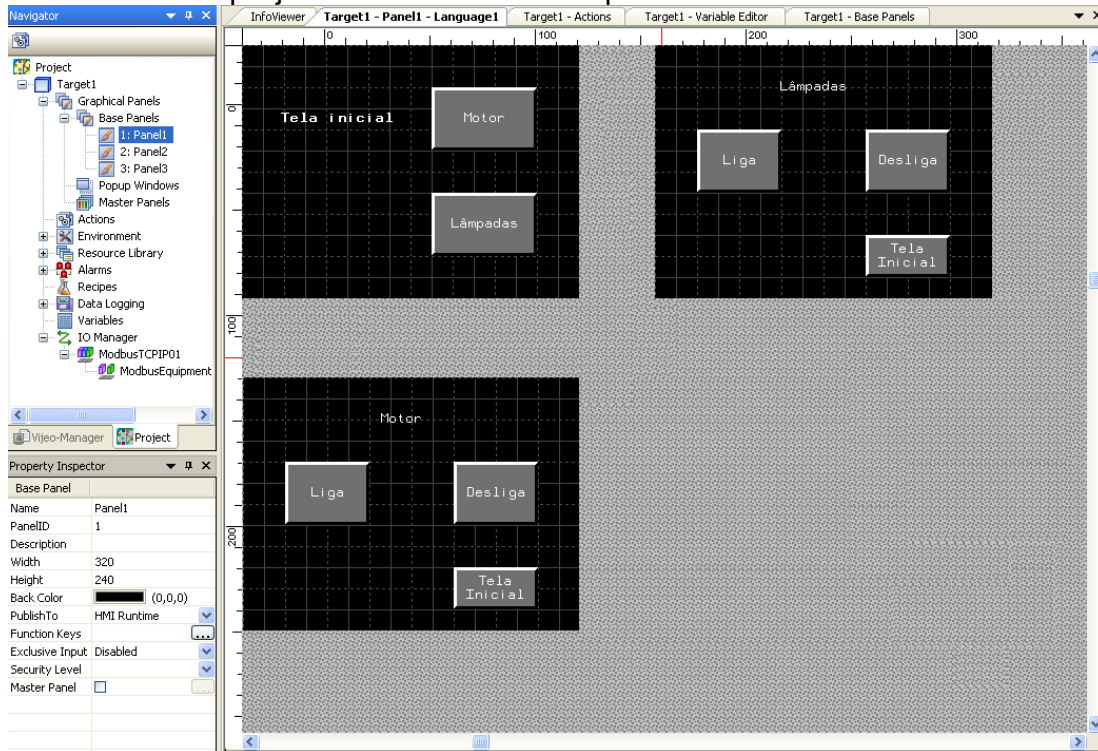 Navigator
InfoViewer
Target1 - Panel1 - Language1
Target1 - Actions
Target1 - Variable Editor
Target1 - Base Panels
Project
Target1
Graphical Panels
Base Panels
1: Panel1
2: Panel2
3: Panel3
Popup Windows
Master Panels
Actions
Environment
Resource Library
Alarms
Recipes
Data Logging
Variables
IO Manager
ModbusTCPIP01
ModbusEquipment
Vijeo-Manager
Project
Property Inspector
Base Panel
Name Panel1
PanelID 1
Description
Width 320
Height 240
Back Color (0,0,0)
PublishTo HMI Runtime
Function Keys ...
Exclusive Input Disabled
Security Level
Master Panel
0 100 200 300
0
100
200
Tela inicial
Motor
Lâmpadas
Lâmpadas
Liga
Desliga
Tela
Inicial
Motor
Liga
Desliga
Tela
Inicial